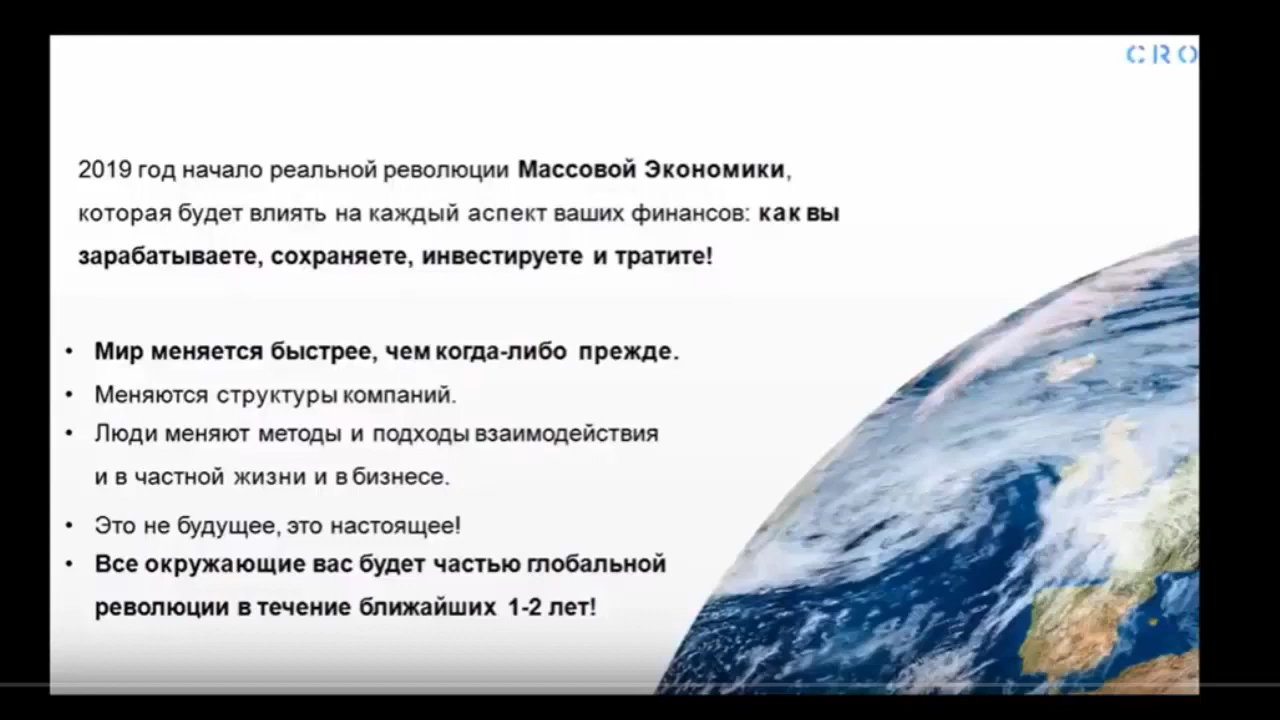 CRO
2019 год начало реальной революции Массовой Экономики,
которая будет влиять на каждый аспект ваших финансов: как вы
зарабатываете, сохраняете, инвестируете и тратите!
• Мир меняется быстрее, чем когда-либо прежде.
• Меняются структуры компаний.
• Люди меняют методы и подходы взаимодействия
и в частной жизни и в бизнесе.
• Это не будущее, это настоящее!
• Все окружающие вас будет частью глобальной
революции в течение ближайших 1-2 лет!